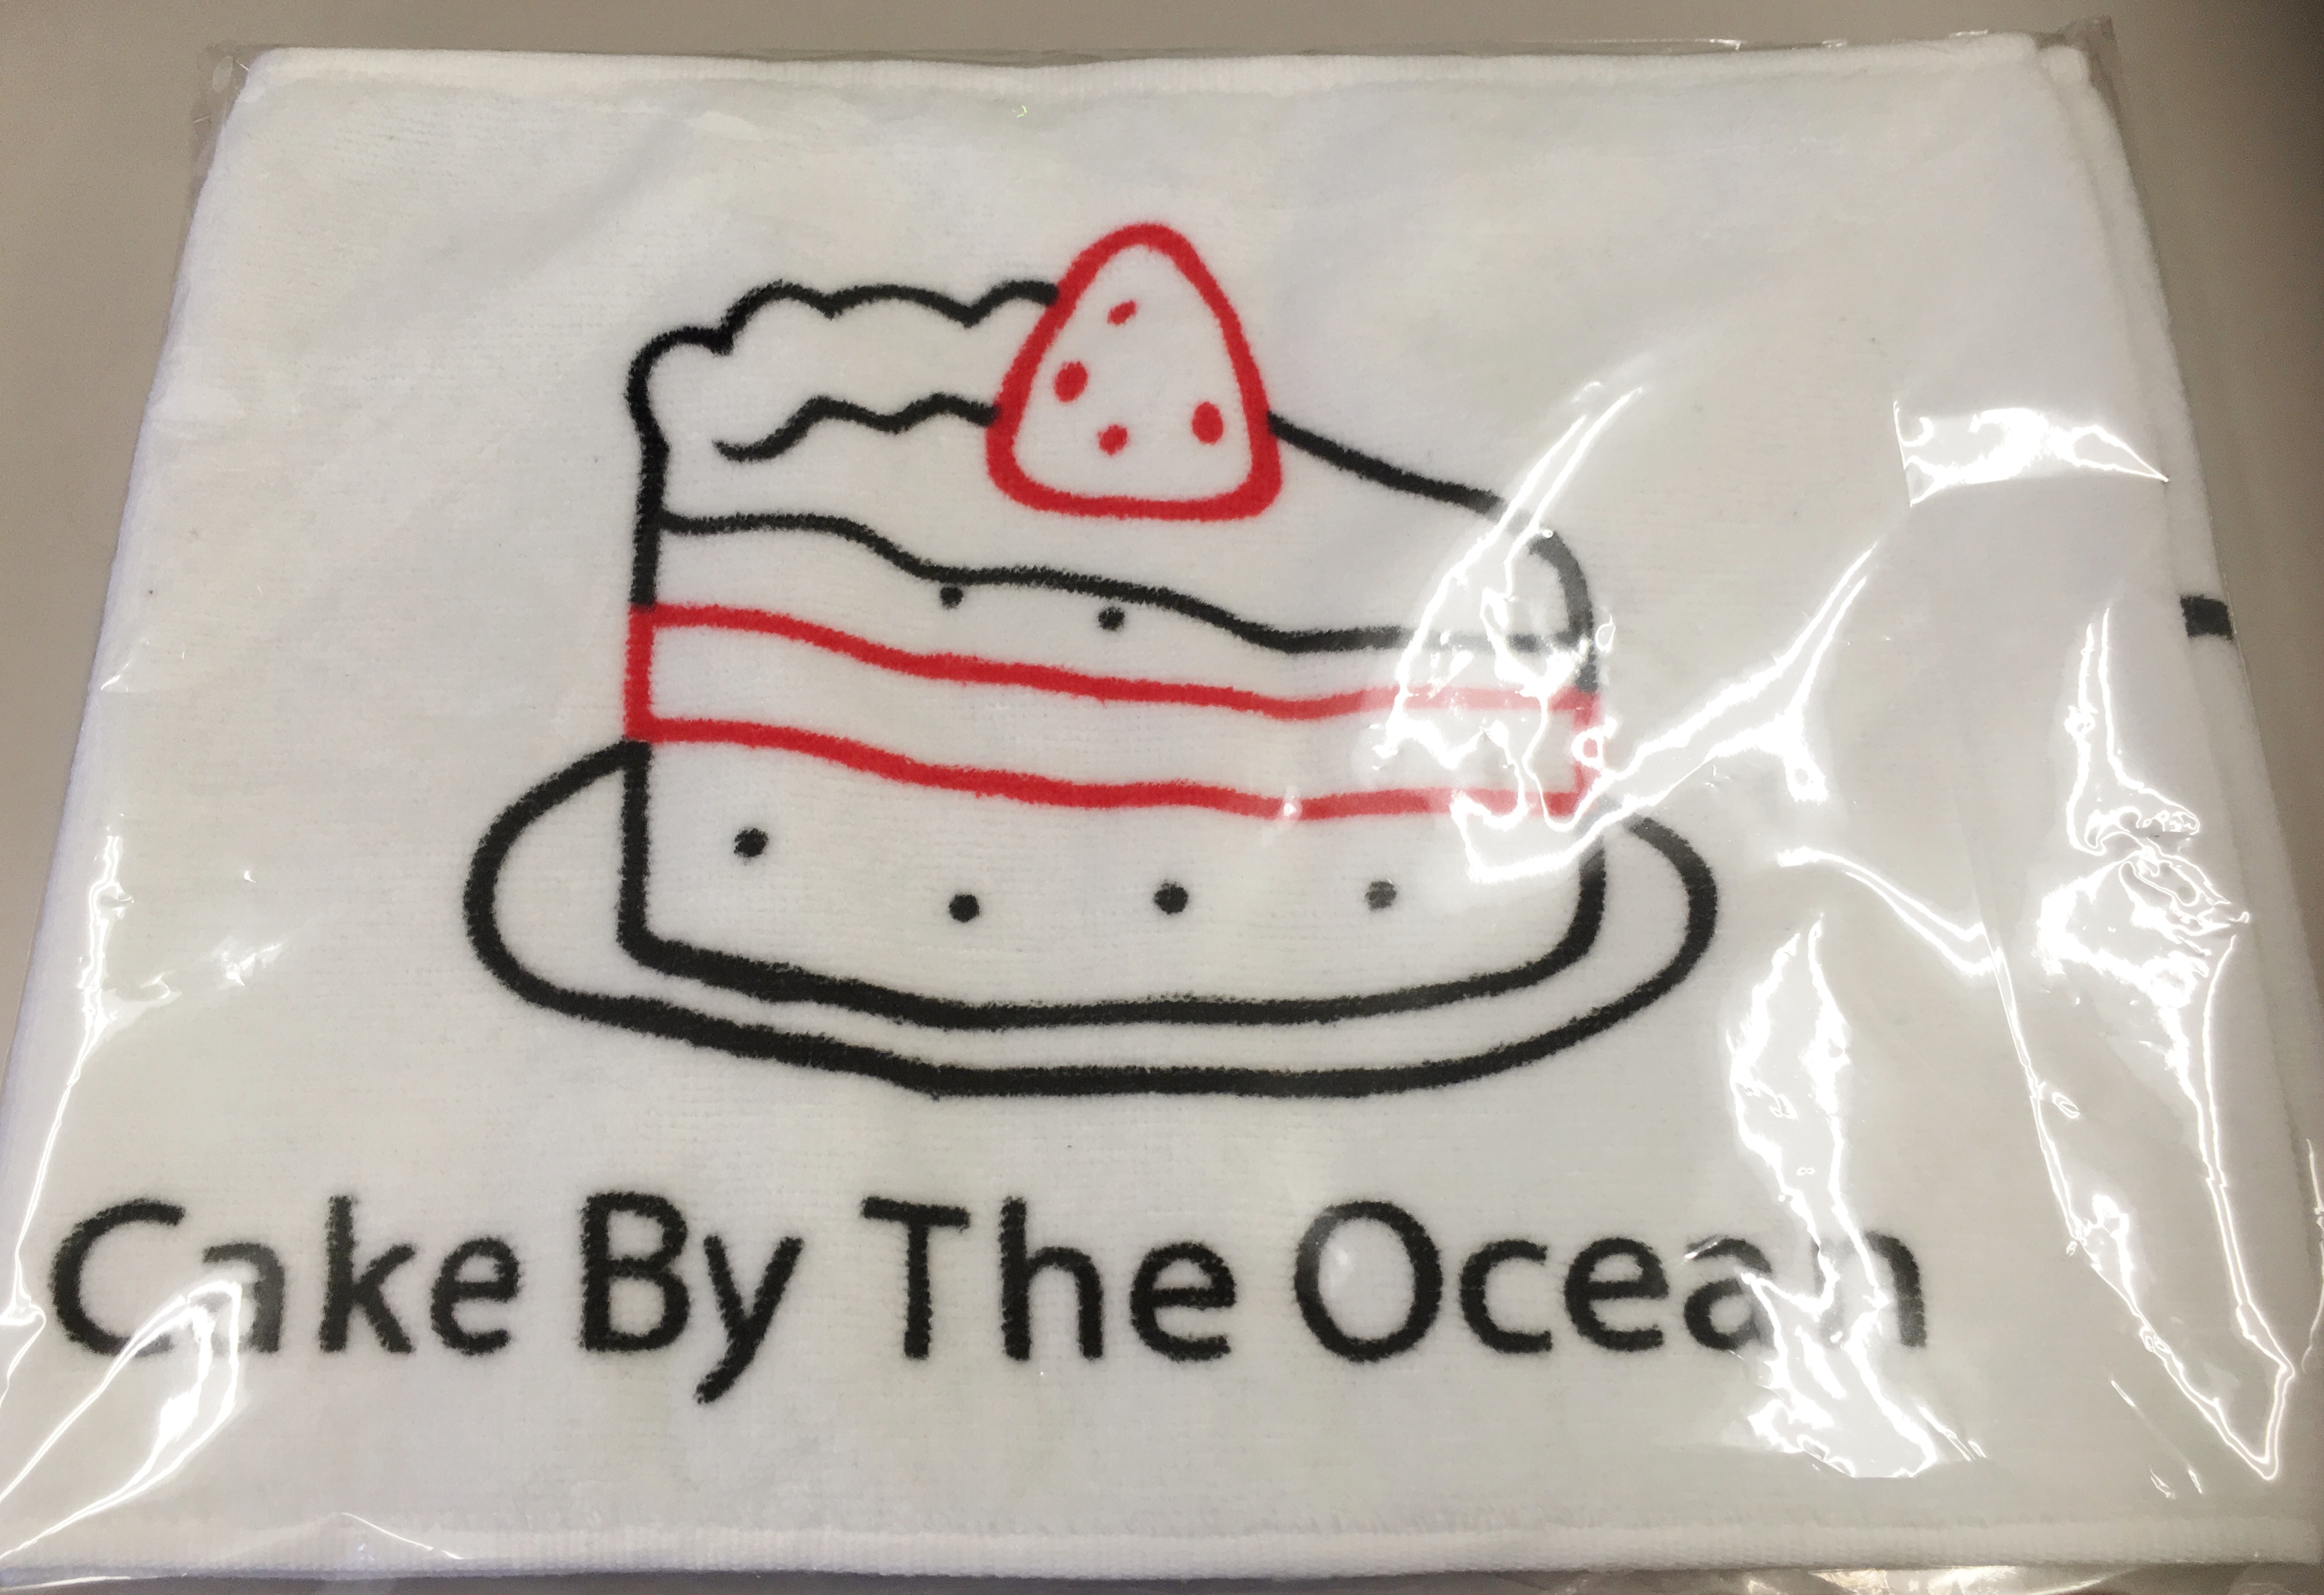 Cake By The Ocean